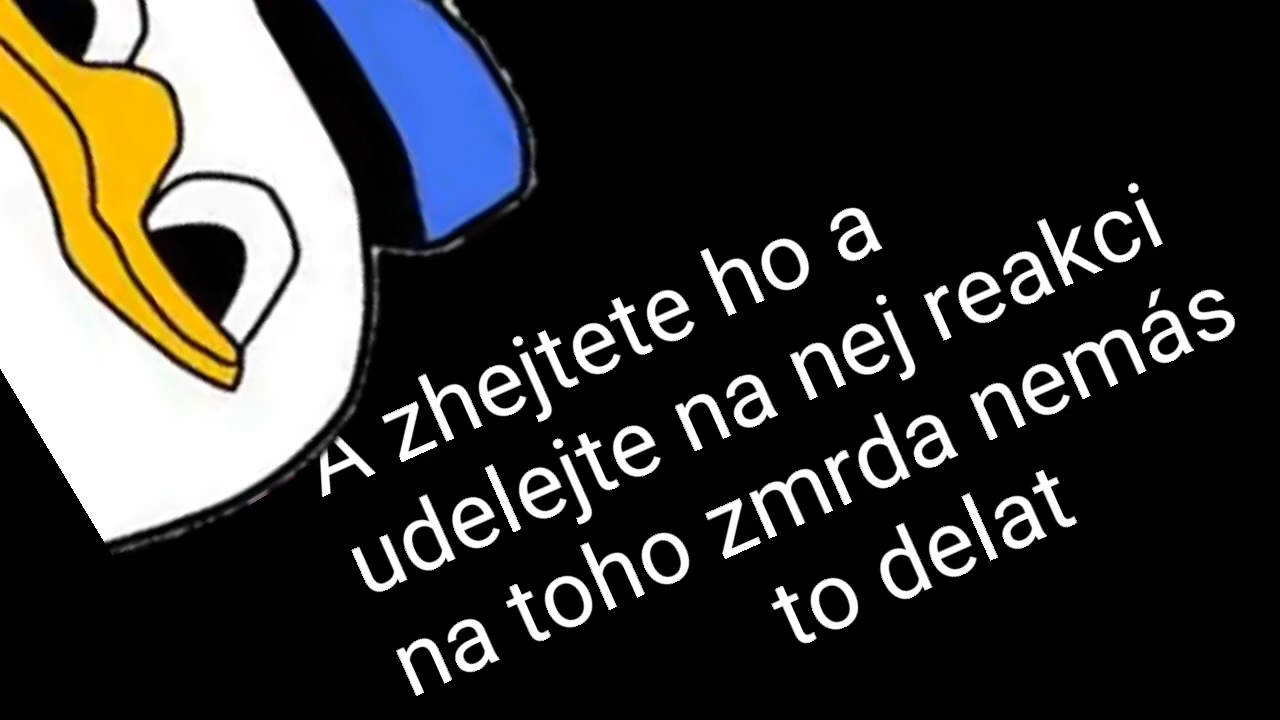 A zhejtete ho a
udelejte na nej reakci
na toho zmrda nemás
to delat